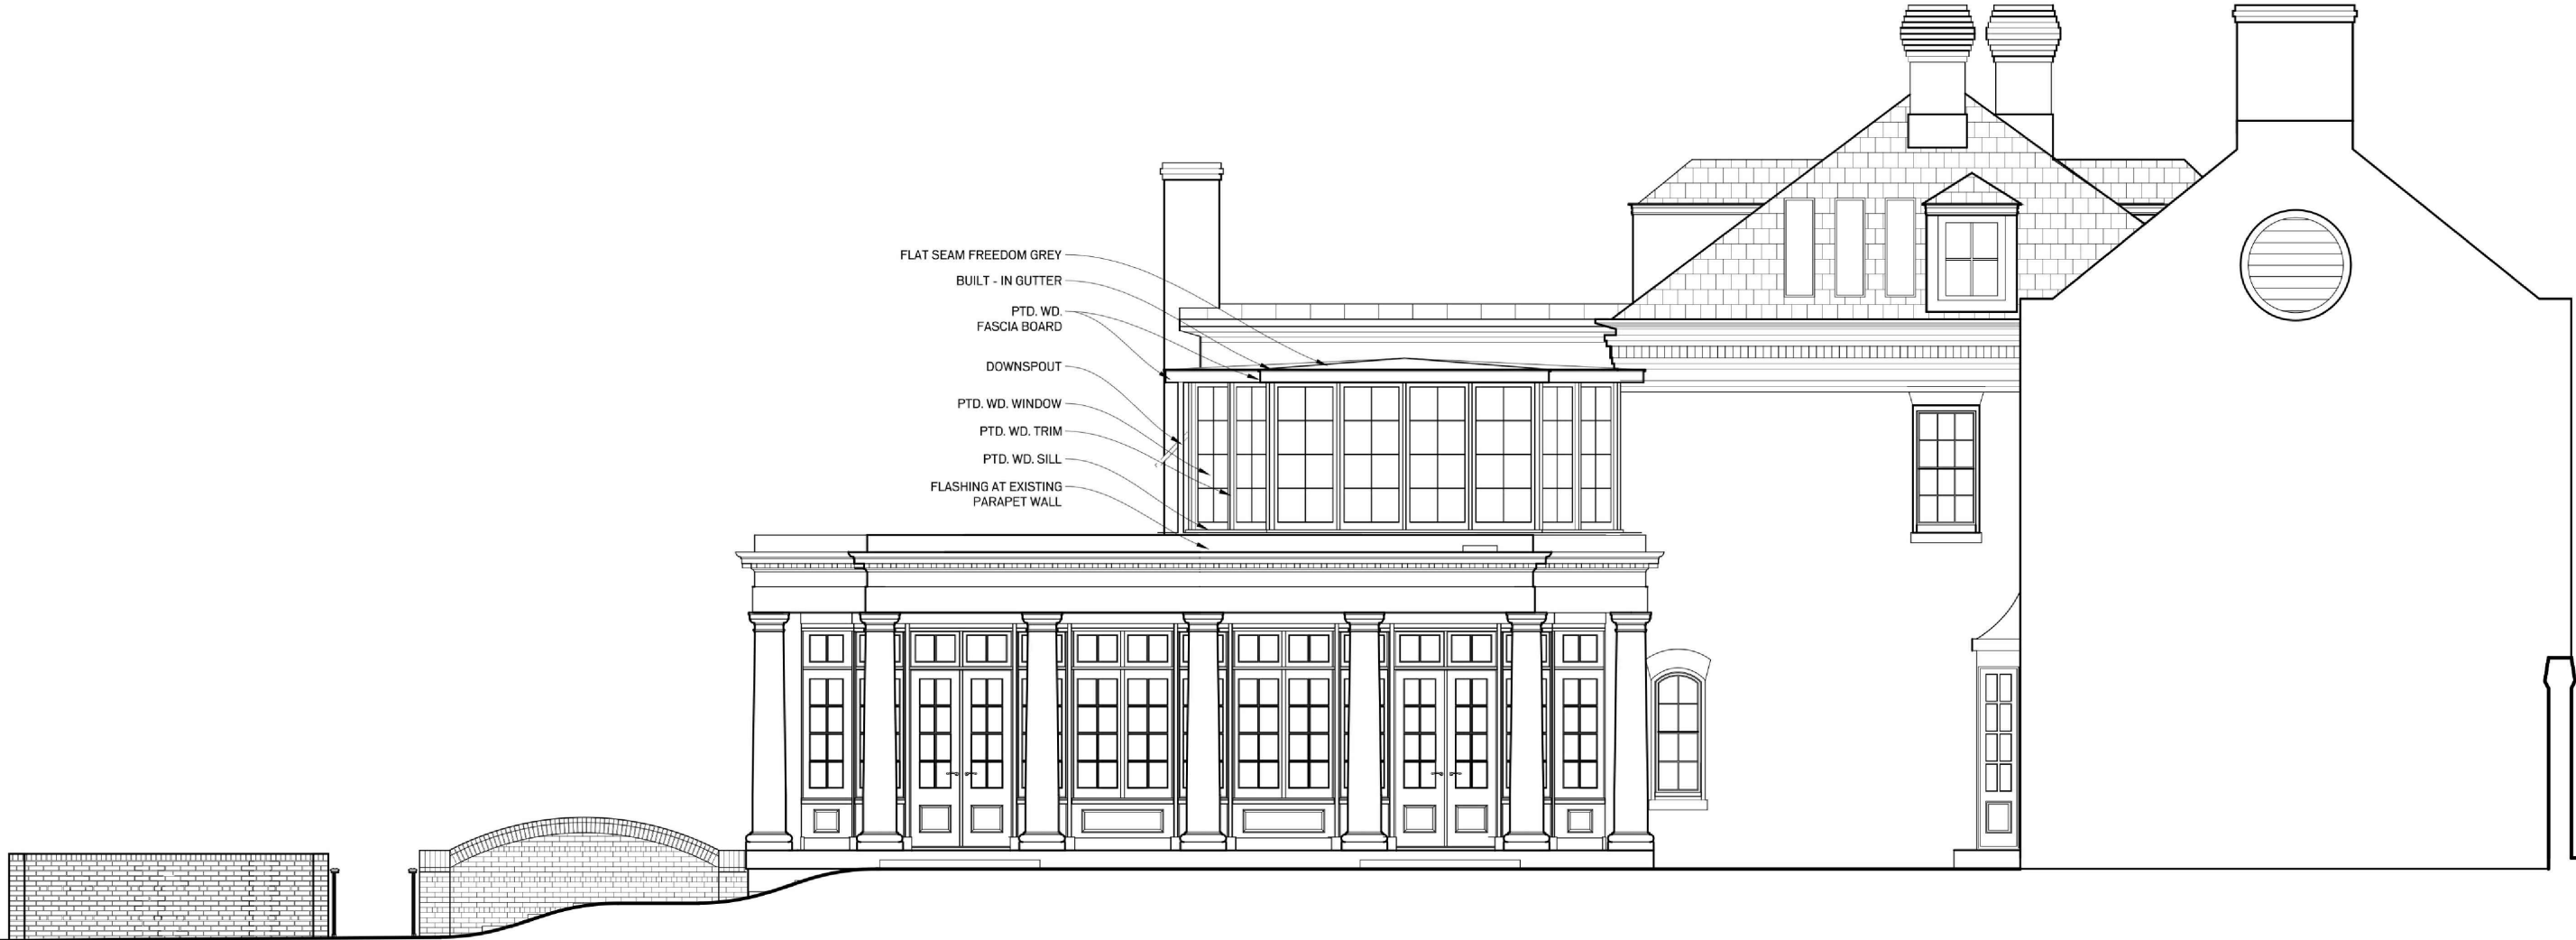 FLAT SEAM FREEDOM GREY
BUILT - IN GUTTER
PTD. WD.
FASCIA BOARD
DOWNSPOUT
PTD. WD. WINDOW
PTD. WD. TRIM
PTD. WD. SILL
FLASHING AT EXISTING
PARAPET WALL